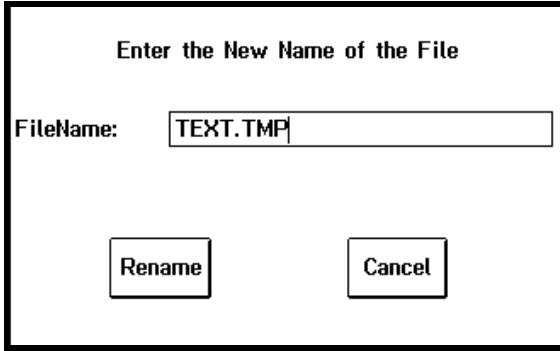 Enter the New Name of the File
FileName: TEXT.TMP
Rename Cancel